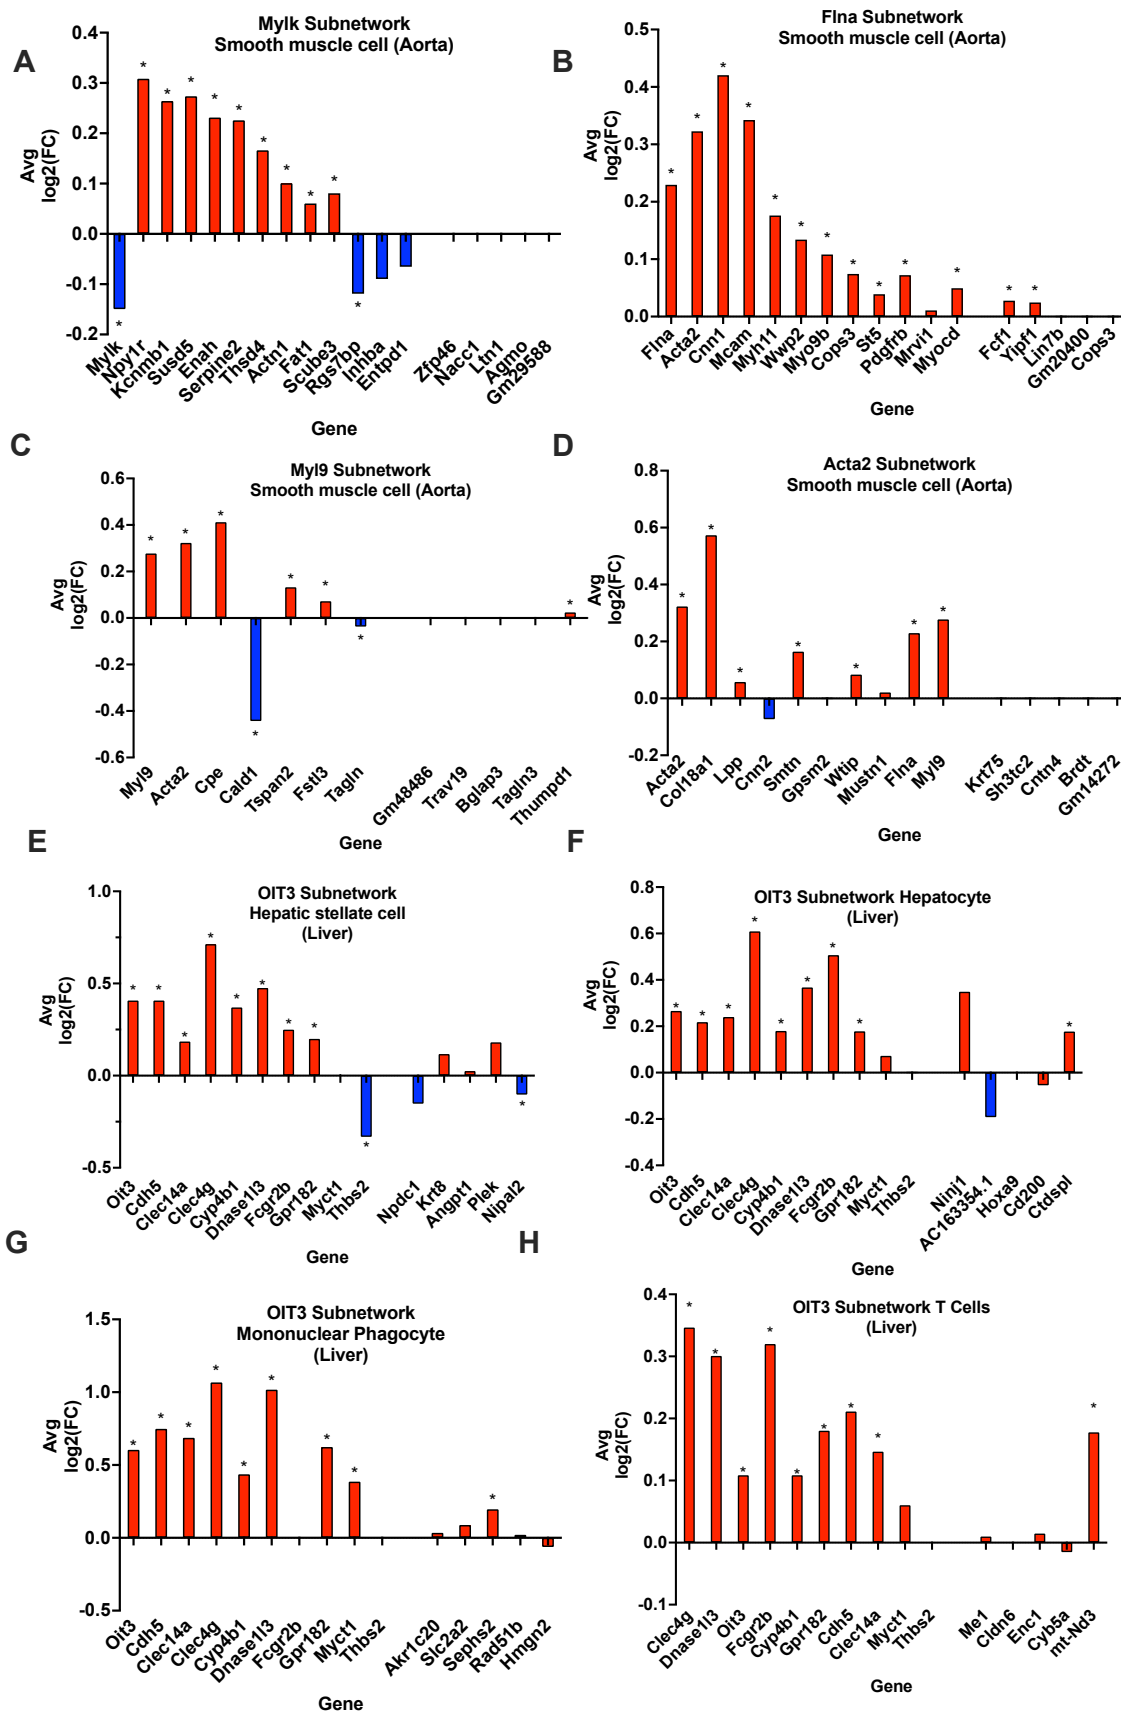 A
Mylk Subnetwork
Smooth muscle cell (Aorta)
Avg
log2(FC)
0.4
0.3
0.2
0.1
0.0
-0.1
-0.2
* * * * * * * * * * * *
Mylk
Npy1r
Kcnmb1
Susd5
Enah
Serpine2
Thsd4
Actn1
Fat1
Scube3
Rgs7bp
Inhba
Entpd1
Zfp46
Nacc1
Ltn1
Agmo
Gm29588
Gene
B
Flna Subnetwork
Smooth muscle cell (Aorta)
Avg
log2(FC)
0.5
0.4
0.3
0.2
0.1
0.0
* * * * * * * * * * * * *
Flna
Acta2
Cnn1
Mcam
Myh11
Wwp2
Myo9b
Cops3
St5
Pdgfrb
Mrvi1
Myocd
Fcf1
Yipf1
Lin7b
Gm20400
Cops3
Gene
C
Myl9 Subnetwork
Smooth muscle cell (Aorta)
Avg
log2(FC)
0.6
0.4
0.2
0.0
-0.2
-0.4
-0.6
* * * * * * * *
Myl9
Acta2
Cpe
Cald1
Tspan2
Fstl3
Tagln
Gm48486
Trav19
Bglap3
Tagln3
Thumpd1
Gene
D
Acta2 Subnetwork
Smooth muscle cell (Aorta)
Avg
log2(FC)
0.8
0.6
0.4
0.2
0.0
-0.2
* * * * * * *
Acta2
Col18a1
Lpp
Cnn2
Smtn
Gpsm2
Wtip
Mustn1
Flna
Myl9
Krt75
Sh3tc2
Cntn4
Brdt
Gm14272
Gene
E
OIT3 Subnetwork
Hepatic stellate cell
(Liver)
Avg
log2(FC)
1.0
0.5
0.0
-0.5
* * * * * * * * * *
Oit3
Cdh5
Clec14a
Clec4g
Cyp4b1
Dnase1l3
Fcgr2b
Gpr182
Myct1
Thbs2
Npdc1
Krt8
Angpt1
Plek
Nipal2
Gene
F
OIT3 Subnetwork Hepatocyte
(Liver)
Avg
log2(FC)
0.8
0.6
0.4
0.2
0.0
-0.2
-0.4
* * * * * * * * *
Oit3
Cdh5
Clec14a
Clec4g
Cyp4b1
Dnase1l3
Fcgr2b
Gpr182
Myct1
Thbs2
Ninj1
AC163354.1
Hoxa9
Cd200
Ctdspl
Gene
G
OIT3 Subnetwork
Mononuclear Phagocyte
(Liver)
Avg
log2(FC)
1.5
1.0
0.5
0.0
-0.5
* * * * * * * * *
Oit3
Cdh5
Clec14a
Clec4g
Cyp4b1
Dnase1l3
Fcgr2b
Gpr182
Myct1
Thbs2
Akr1c20
Slc2a2
Sephs2
Rad51b
Hmgn2
Gene
H
OIT3 Subnetwork T Cells
(Liver)
Avg
log2(FC)
0.4
0.3
0.2
0.1
0.0
-0.1
* * * * * * * * *
Clec4g
Dnase1l3
Oit3
Fcgr2b
Cyp4b1
Gpr182
Cdh5
Clec14a
Myct1
Thbs2
Me1
Cldn6
Enc1
Cyb5a
mt-Nd3
Gene